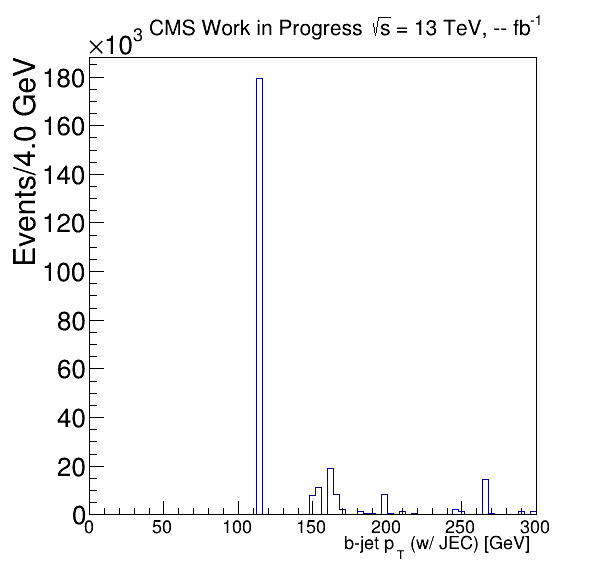 ×10³ CMS Work in Progress √s = 13 TeV, -- fb⁻¹
Events/4.0 GeV
180
160
140
120
100
80
60
40
20
0
0 50 100 150 200 250 300
b-jet p_T (w/ JEC) [GeV]